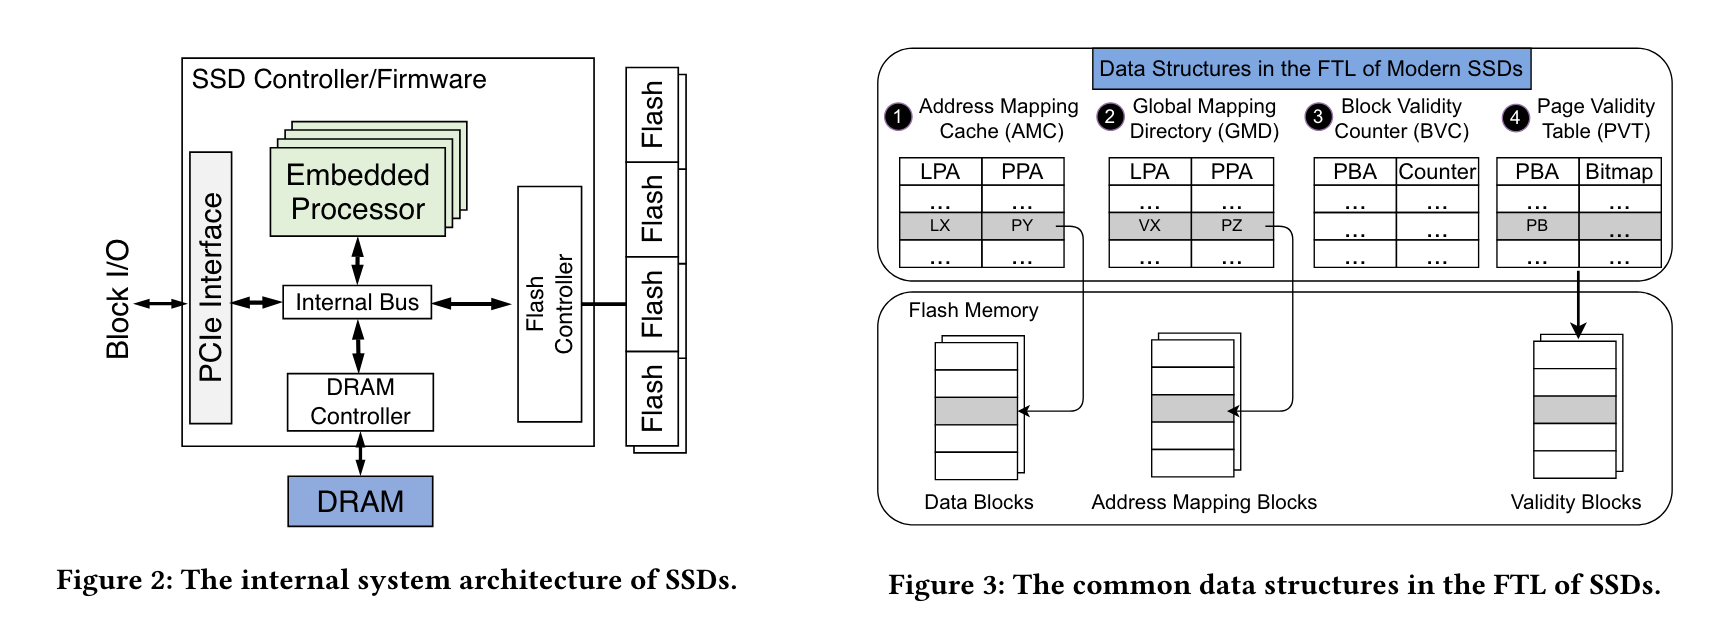 SSD Controller/Firmware
Embedded
Processor
Block I/O
PCIe Interface
Internal Bus
Flash
Controller
DRAM
Controller
DRAM
Flash
Flash
Flash
Flash
Figure 2: The internal system architecture of SSDs.
Data Structures in the FTL of Modern SSDs
1 Address Mapping
Cache (AMC)
LPA PPA
... ...
LX PY
... ...
2 Global Mapping
Directory (GMD)
LPA PPA
... ...
VX PZ
... ...
3 Block Validity
Counter (BVC)
PBA Counter
... ...
... ...
... ...
4 Page Validity
Table (PVT)
PBA Bitmap
... ...
PB ...
... ...
Flash Memory
Data Blocks
Address Mapping Blocks
Validity Blocks
Figure 3: The common data structures in the FTL of SSDs.